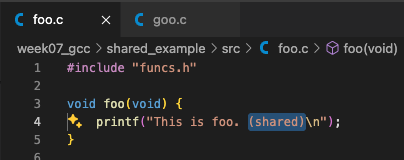 C foo.c × C goo.c
week07_gcc > shared_example > src > C foo.c > foo(void)
1 #include "funcs.h"
2
3 void foo(void) {
4 printf("This is foo. (shared)\n");
5 }
6